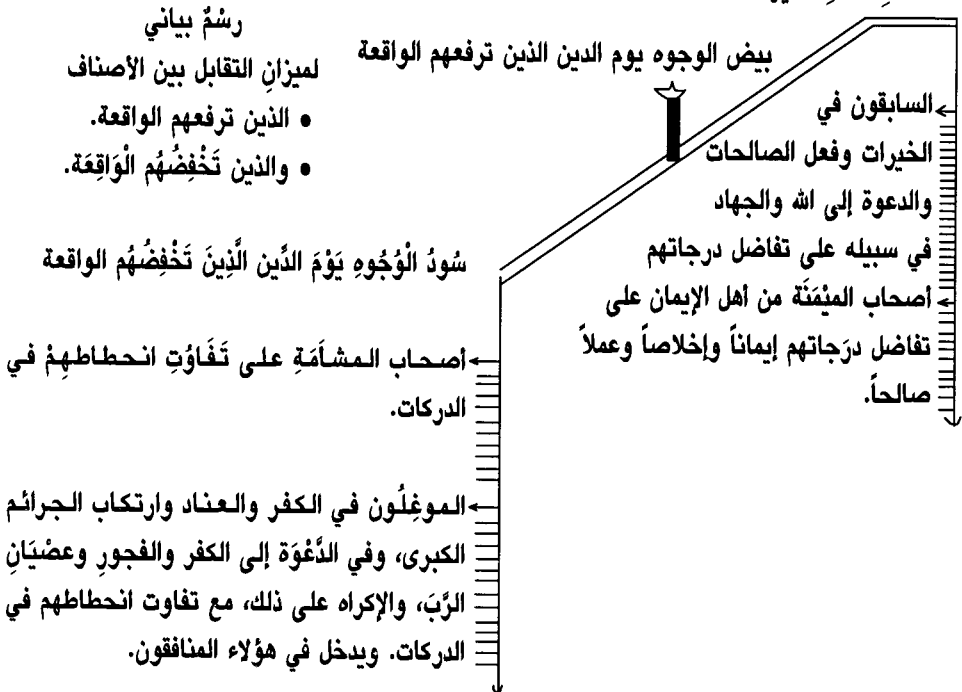 رسْمٌ بياني
لميزانِ التقابل بين الأصناف
• الذين ترفعهم الواقعة.
• والذين تَخْفِضُهُم الْوَاقِعَة.
بيض الوجوه يوم الدين الذين ترفعهم الواقعة
السابقون في
الخيرات وفعل الصالحات
والدعوة إلى الله والجهاد
في سبيله على تفاضل درجاتهم
أصحاب الميْمَنَة من أهل الإيمان على
تفاضل درَجاتهم إيماناً وإخلاصاً وعملاً
صالحاً.
سُودُ الْوُجُوهِ يَوْمَ الدِّين الَّذِينَ تَخْفِضُهُم الواقعة
أصحاب المشأَمَةِ على تَفَاوُتِ انحطاطهِمْ في
الدركات.
الموغِلُون في الكفر والعناد وارتكاب الجرائم
الكبرى، وفي الدَّعْوَة إلى الكفر والفجورِ وعصْيَانِ
الرَّبَ، والإكراه على ذلك، مع تفاوت انحطاطهم في
الدركات. ويدخل في هؤلاء المنافقون.